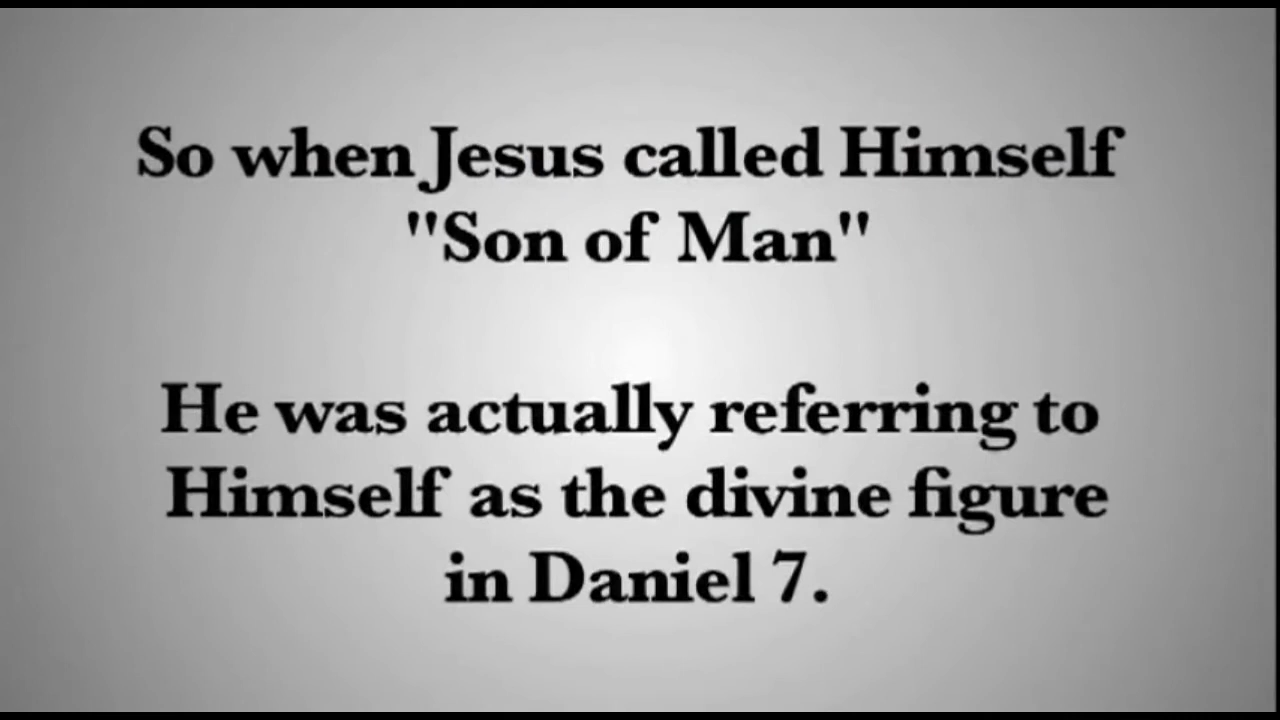 So when Jesus called Himself
"Son of Man"
He was actually referring to
Himself as the divine figure
in Daniel 7.